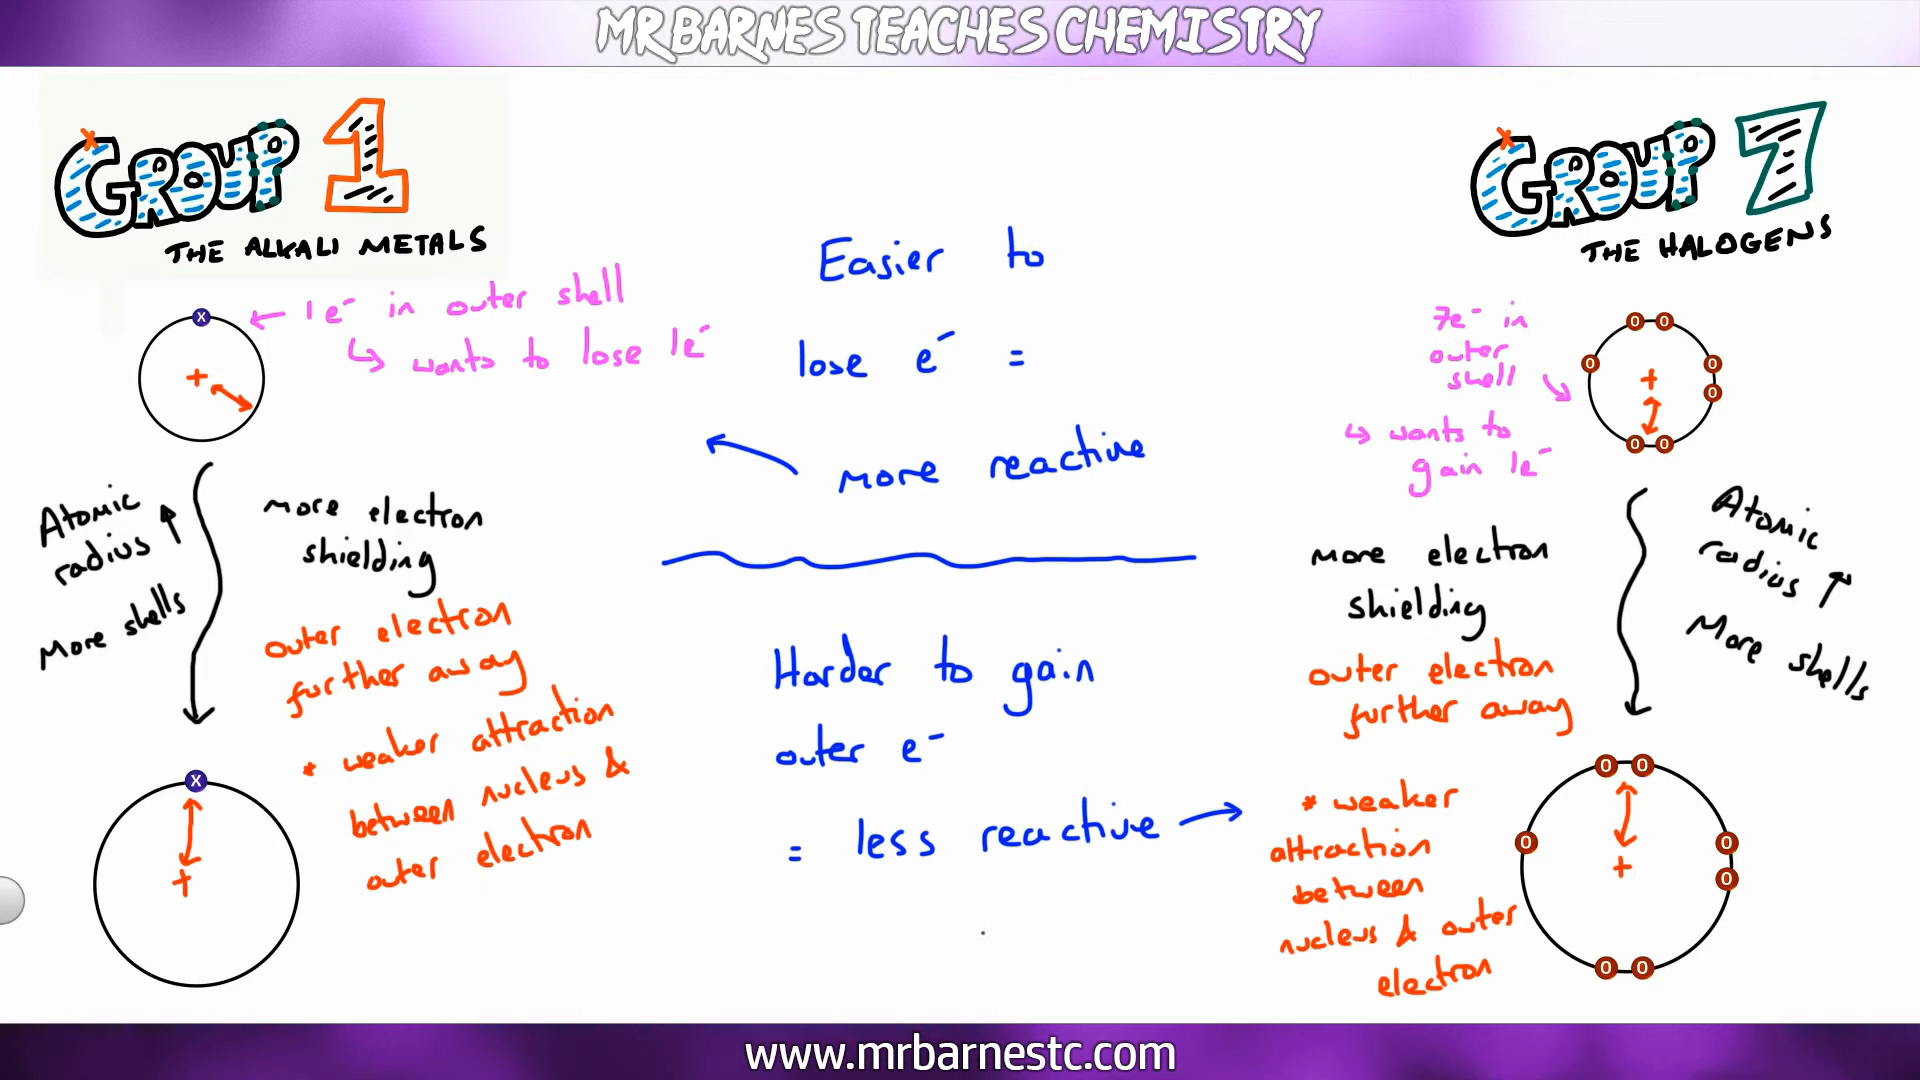 MR BARNES TEACHES CHEMISTRY
GROUP 1
THE ALKALI METALS
1e⁻ in outer shell
↳ wants to lose 1e⁻
x
+
Atomic
radius ↑
More shells
more electron
shielding
outer electron
further away
* weaker attraction
between nucleus &
outer electron
x
+
Easier to
lose e⁻ =
more reactive
Harder to gain
outer e⁻
= less reactive
GROUP 7
THE HALOGENS
7e⁻ in
outer
shell
↳ wants to
gain 1e⁻
O O
O O
+
O
O O
more electron
shielding
outer electron
further away
Atomic
radius ↑
More shells
* weaker
attraction
between
nucleus & outer
electron
O O
O O
+
O
O O
www.mrbarnestc.com